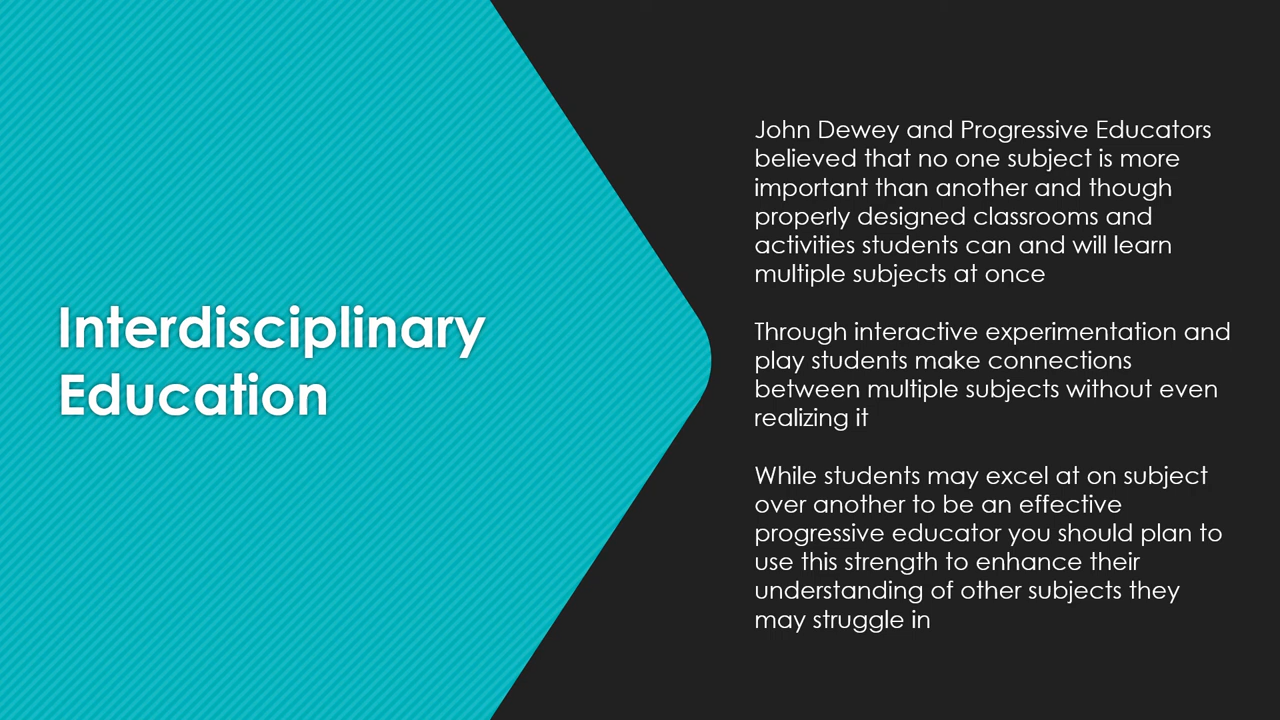 Interdisciplinary
Education
John Dewey and Progressive Educators
believed that no one subject is more
important than another and though
properly designed classrooms and
activities students can and will learn
multiple subjects at once
Through interactive experimentation and
play students make connections
between multiple subjects without even
realizing it
While students may excel at on subject
over another to be an effective
progressive educator you should plan to
use this strength to enhance their
understanding of other subjects they
may struggle in